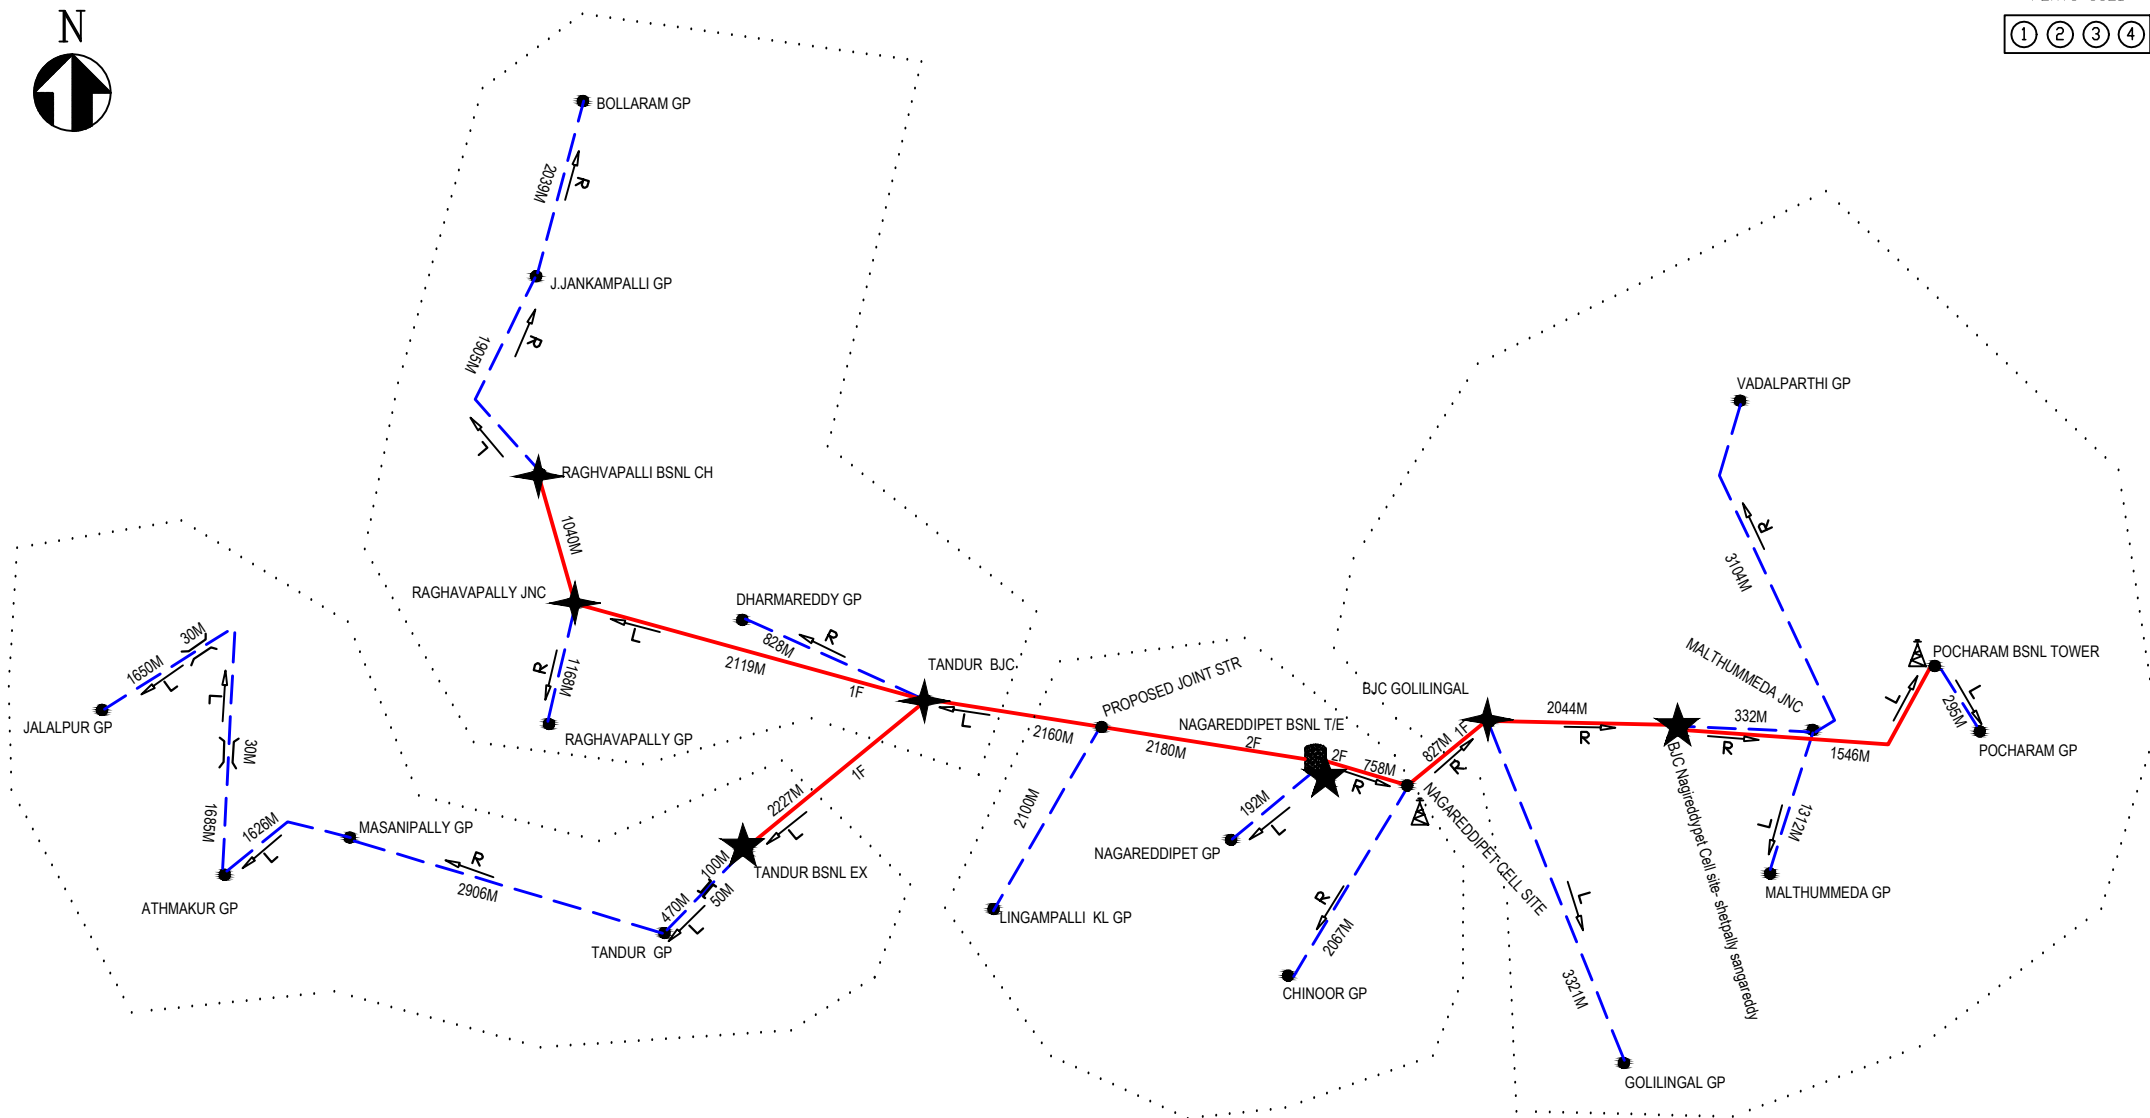 N
1 2 3 4
BOLLARAM GP
2039M
R
J.JANKAMPALLI GP
R
1905M
L
RAGHVAPALLI BSNL CH
1040M
RAGHAVAPALLY JNC
L
R
1168M
RAGHAVAPALLY GP
DHARMAREDDY GP
828M
R
2119M
1F
TANDUR BJC
L
2160M
1F
2227M
L
TANDUR BSNL EX
100M
50M
470M
L
TANDUR GP
R
2906M
MASANIPALLY GP
1626M
L
ATHMAKUR GP
1685M
30M
L
30M
1650M
L
JALALPUR GP
PROPOSED JOINT STR
2180M
2100M
LINGAMPALLI KL GP
NAGAREDDIPET BSNL T/E
2F
2F
758M
R
192M
L
NAGAREDDIPET GP
NAGAREDDIPET CELL SITE
R
2067M
CHINOOR GP
827M
1F
R
BJC GOLILINGAL
2044M
R
L
3321M
GOLILINGAL GP
BJC Nagireddypet Cell site- shetpally sangareddy
332M
R
1546M
MALTHUMMEDA JNC
VADALPARTHI GP
R
3104M
1312M
L
MALTHUMMEDA GP
L
POCHARAM BSNL TOWER
L
295M
POCHARAM GP